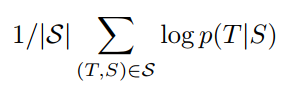 1/|𝒮| ∑ log p(T|S)
(T,S)∈𝒮